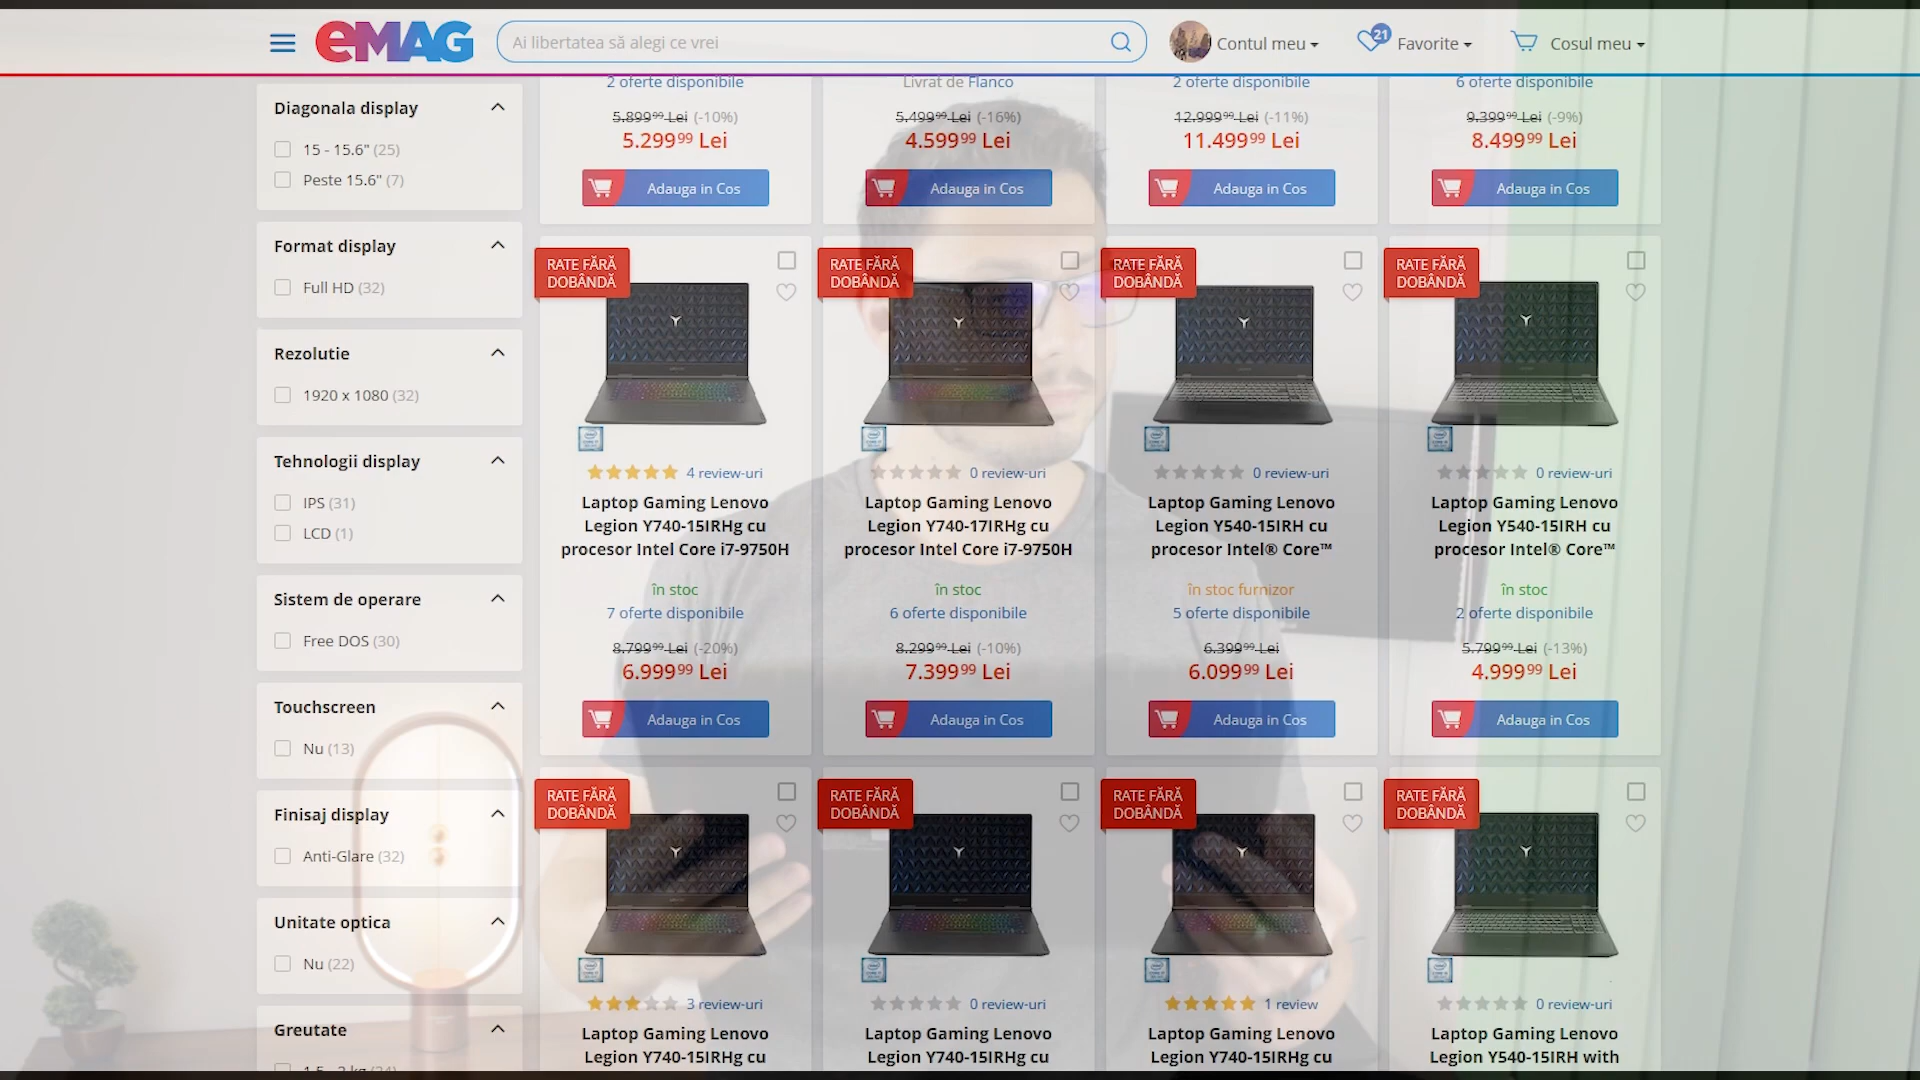 eMAG
Ai libertatea să alegi ce vrei
Contul meu
21
Favorite
Cosul meu
Diagonala display
15 - 15.6" (25)
Peste 15.6" (7)
Format display
Full HD (32)
Rezolutie
1920 x 1080 (32)
Tehnologii display
IPS (31)
LCD (1)
Sistem de operare
Free DOS (30)
Touchscreen
Nu (13)
Finisaj display
Anti-Glare (32)
Unitate optica
Nu (22)
Greutate
2 oferte disponibile
5.899⁹⁹ Lei (-10%)
5.299⁹⁹ Lei
Adauga in Cos
Livrat de Flanco
5.499⁹⁹ Lei (-16%)
4.599⁹⁹ Lei
Adauga in Cos
2 oferte disponibile
12.999⁹⁹ Lei (-11%)
11.499⁹⁹ Lei
Adauga in Cos
6 oferte disponibile
9.399⁹⁹ Lei (-9%)
8.499⁹⁹ Lei
Adauga in Cos
RATE FĂRĂ
DOBÂNDĂ
4 review-uri
Laptop Gaming Lenovo
Legion Y740-15IRHg cu
procesor Intel Core i7-9750H
în stoc
7 oferte disponibile
8.799⁹⁹ Lei (-20%)
6.999⁹⁹ Lei
Adauga in Cos
RATE FĂRĂ
DOBÂNDĂ
0 review-uri
Laptop Gaming Lenovo
Legion Y740-17IRHg cu
procesor Intel Core i7-9750H
în stoc
6 oferte disponibile
8.299⁹⁹ Lei (-10%)
7.399⁹⁹ Lei
Adauga in Cos
RATE FĂRĂ
DOBÂNDĂ
0 review-uri
Laptop Gaming Lenovo
Legion Y540-15IRH cu
procesor Intel® Core™
în stoc furnizor
5 oferte disponibile
6.399⁹⁹ Lei
6.099⁹⁹ Lei
Adauga in Cos
RATE FĂRĂ
DOBÂNDĂ
0 review-uri
Laptop Gaming Lenovo
Legion Y540-15IRH cu
procesor Intel® Core™
în stoc
2 oferte disponibile
5.799⁹⁹ Lei (-13%)
4.999⁹⁹ Lei
Adauga in Cos
RATE FĂRĂ
DOBÂNDĂ
3 review-uri
Laptop Gaming Lenovo
Legion Y740-15IRHg cu
RATE FĂRĂ
DOBÂNDĂ
0 review-uri
Laptop Gaming Lenovo
Legion Y740-15IRHg cu
RATE FĂRĂ
DOBÂNDĂ
1 review
Laptop Gaming Lenovo
Legion Y740-15IRHg cu
RATE FĂRĂ
DOBÂNDĂ
0 review-uri
Laptop Gaming Lenovo
Legion Y540-15IRH with